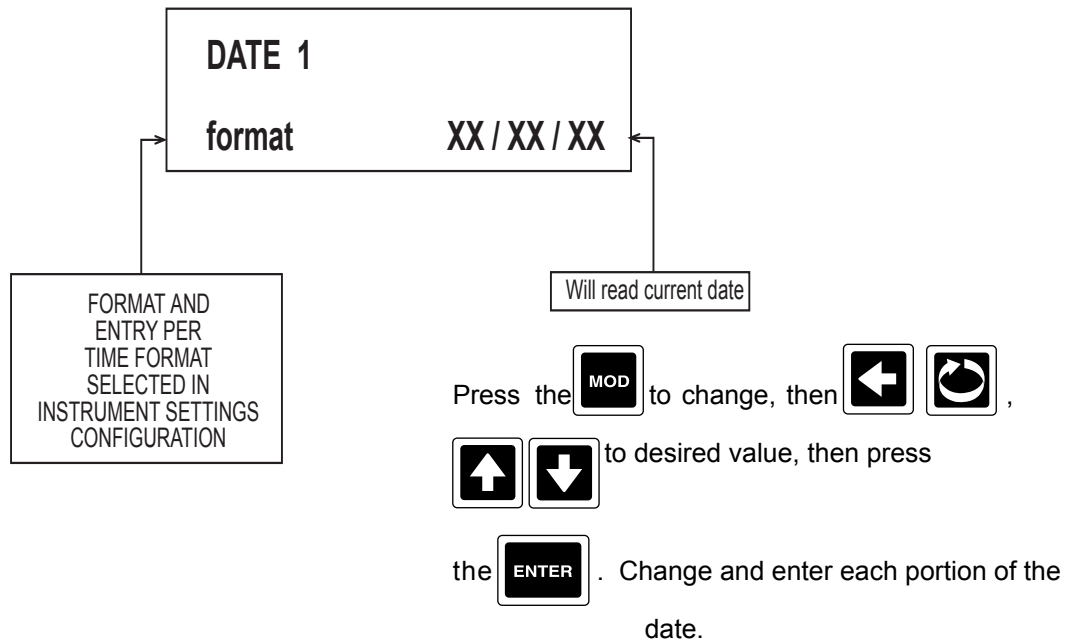 DATE 1
format XX / XX / XX
FORMAT AND
ENTRY PER
TIME FORMAT
SELECTED IN
INSTRUMENT SETTINGS
CONFIGURATION
Will read current date
Press the MOD to change, then ,
to desired value, then press
the ENTER . Change and enter each portion of the
date.